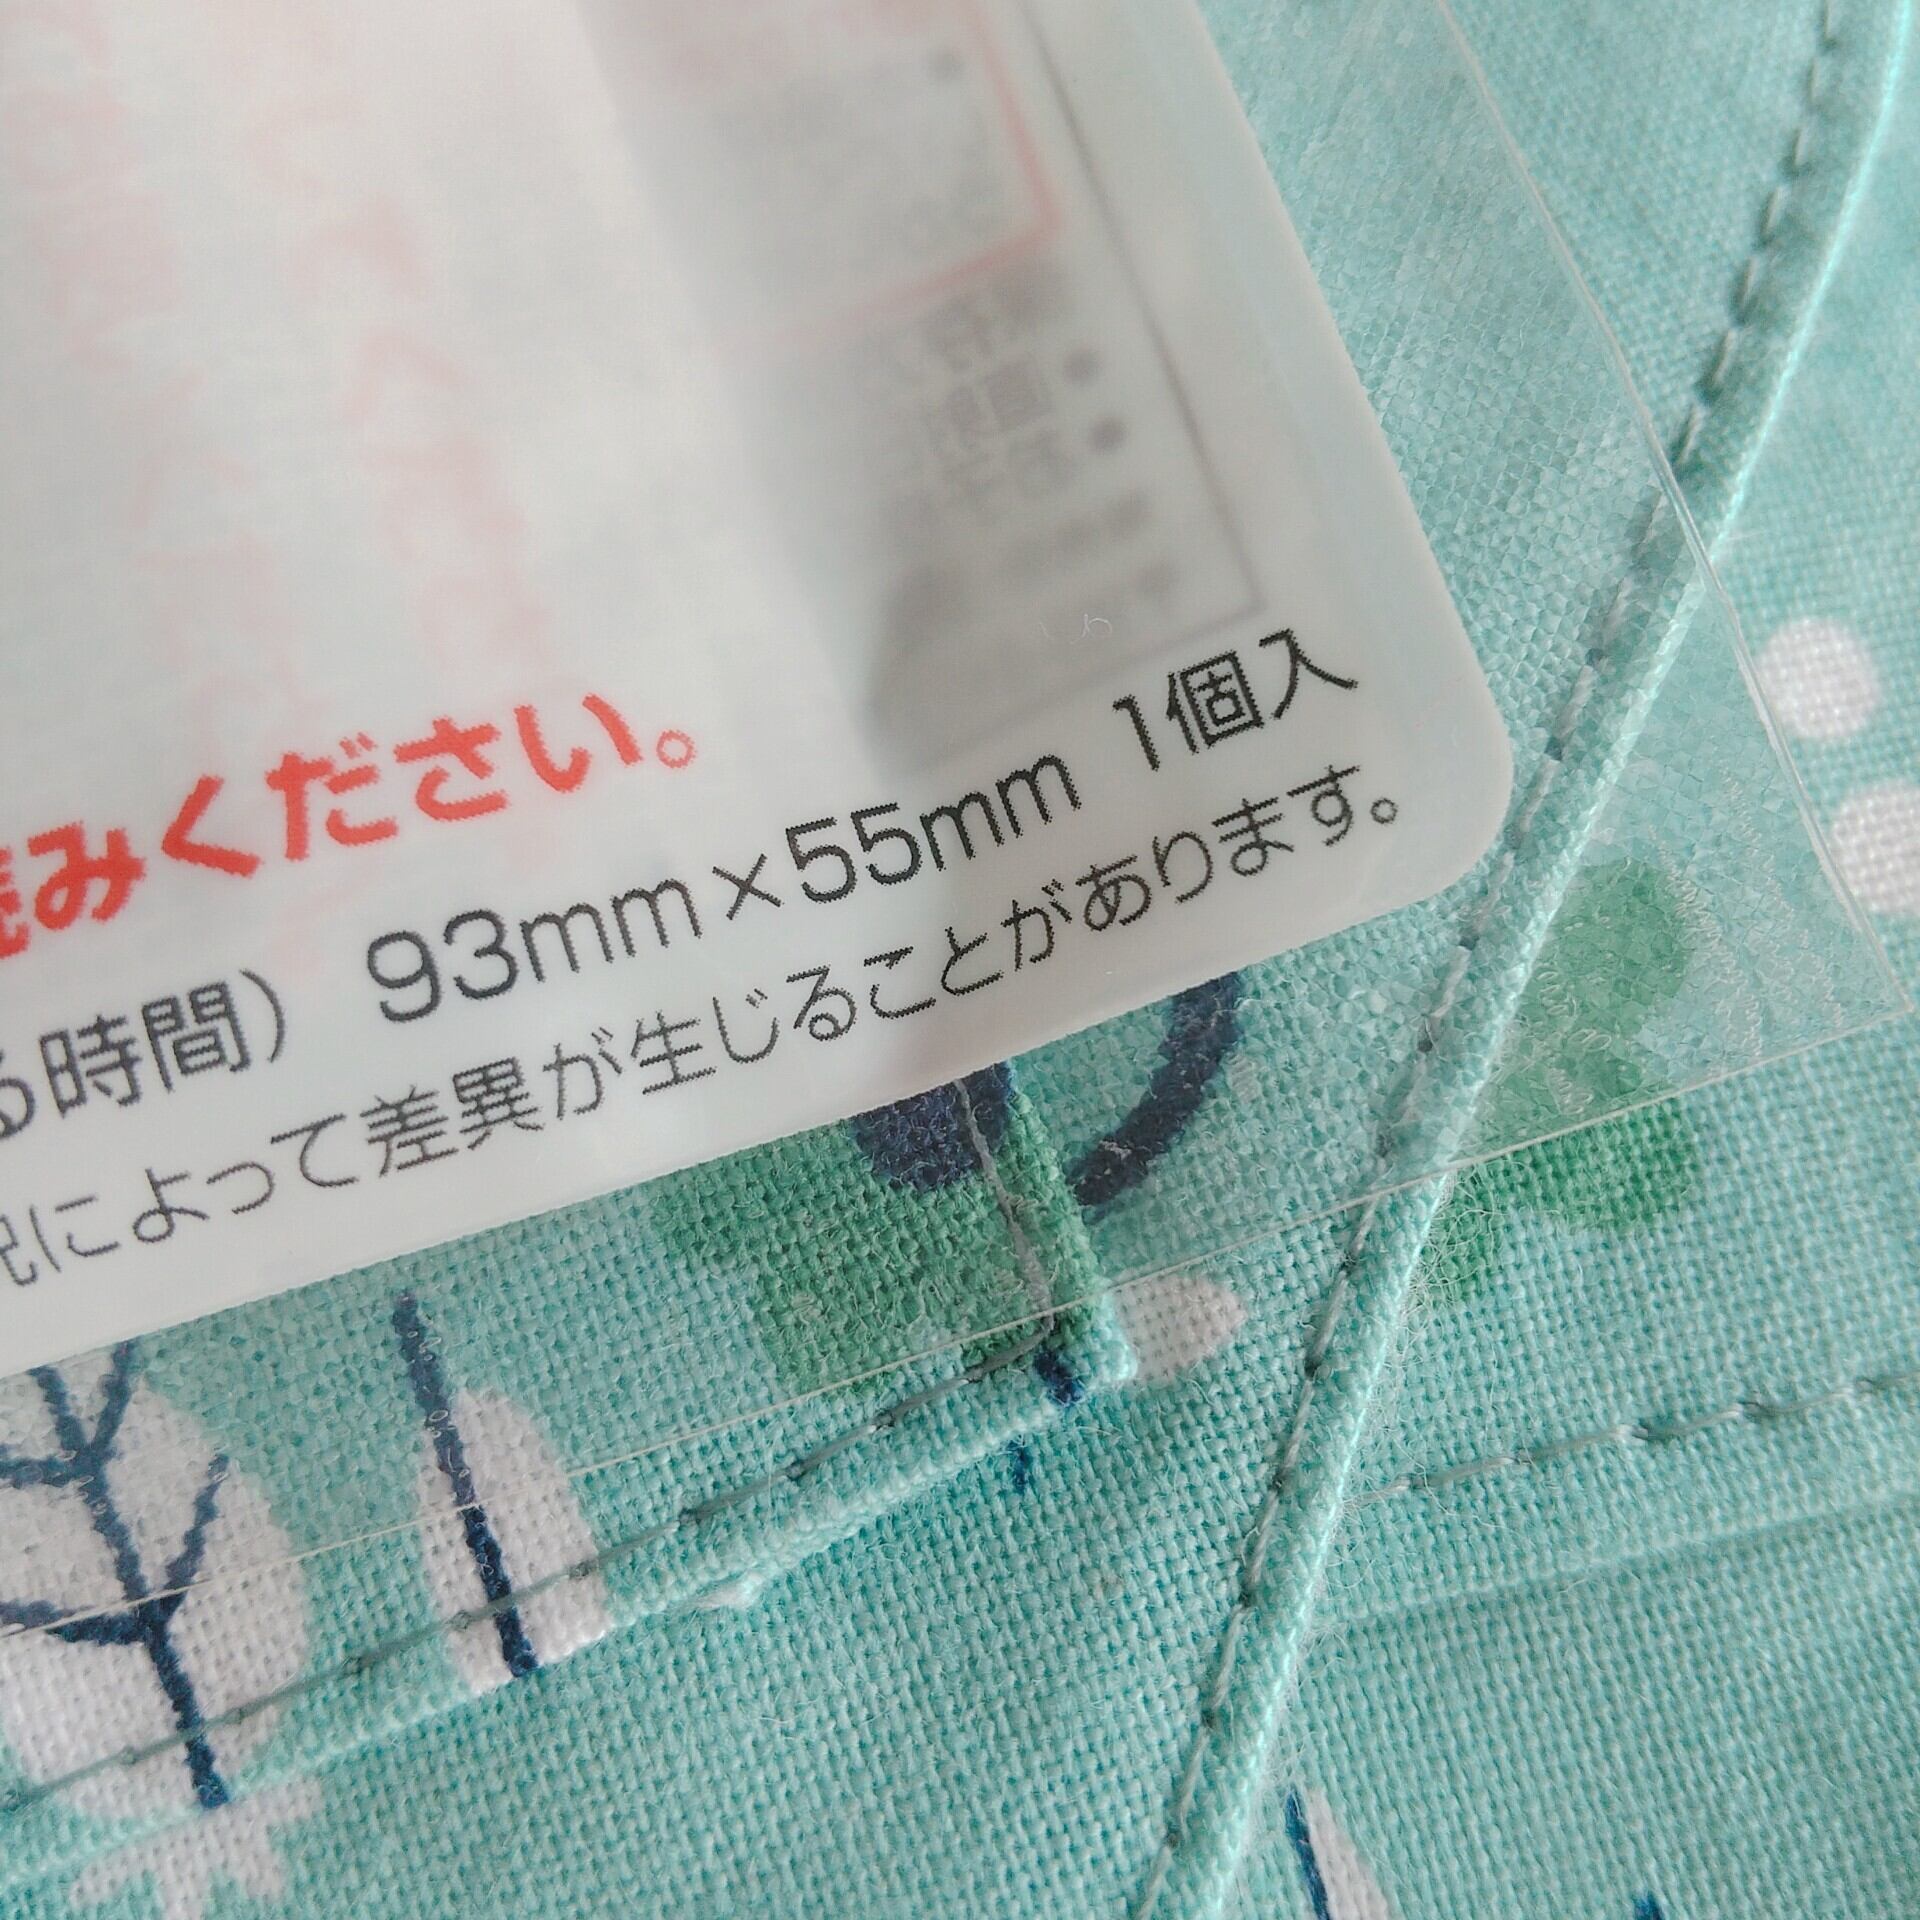 みください。
る時間) 93mm×55mm 1個入
によって差異が生じることがあります。